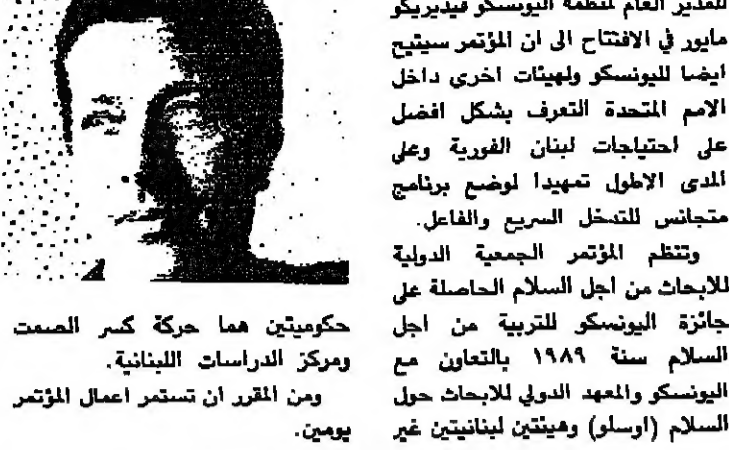 للمدير العام لمنظمة اليونسكو فيديريكو
مايور في الافتتاح الى ان المؤتمر سيتيح
ايضا لليونسكو ولهيئات اخرى داخل
الامم المتحدة التعرف بشكل افضل
على احتياجات لبنان الفورية وعلى
المدى الاطول تمهيدا لوضع برنامج
متجانس للتدخل السريع والفاعل.
وتنظم المؤتمر الجمعية الدولية
للابحاث من اجل السلام الحاصلة على
جائزة اليونسكو للتربية من اجل
السلام سنة ١٩٨٩ بالتعاون مع
اليونسكو والمعهد الدولي للابحاث حول
السلام (اوسلو) وهيئتين لبنانيتين غير
حكوميتين هما حركة كسر الصمت
ومركز الدراسات اللبنانية.
ومن المقرر ان تستمر اعمال المؤتمر
يومين.